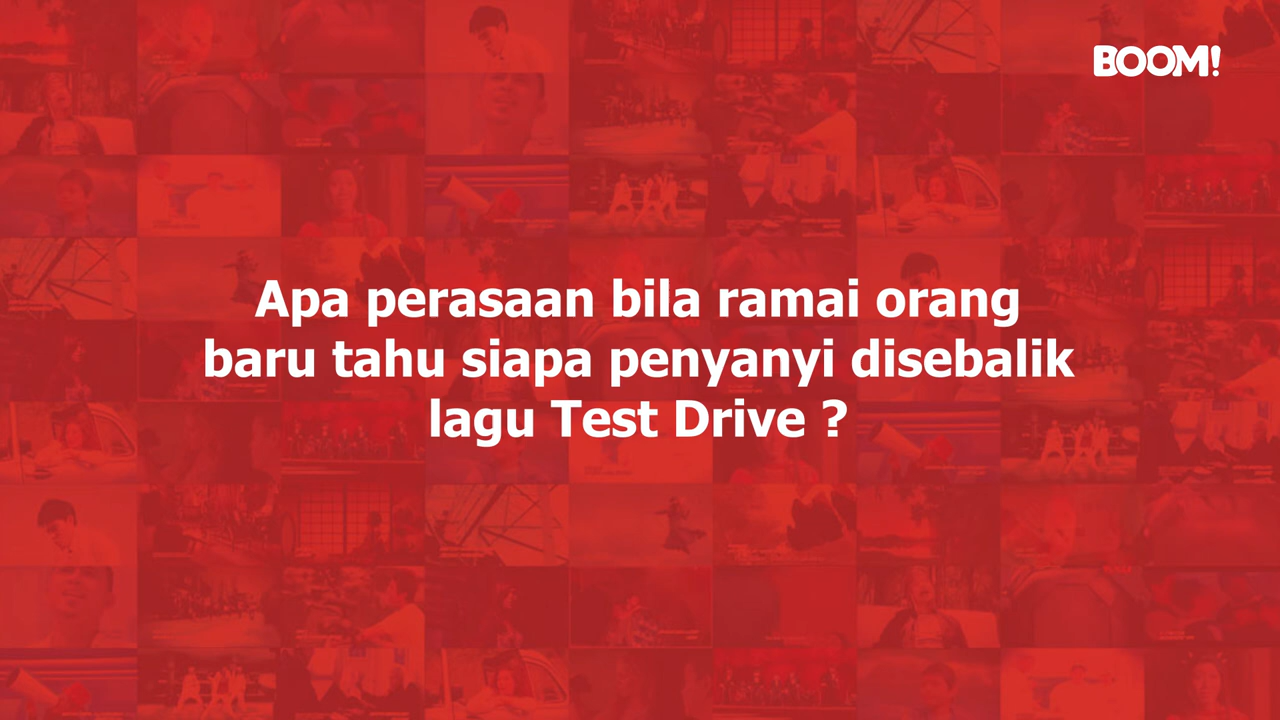 BOOM!
Apa perasaan bila ramai orang
baru tahu siapa penyanyi disebalik
lagu Test Drive ?